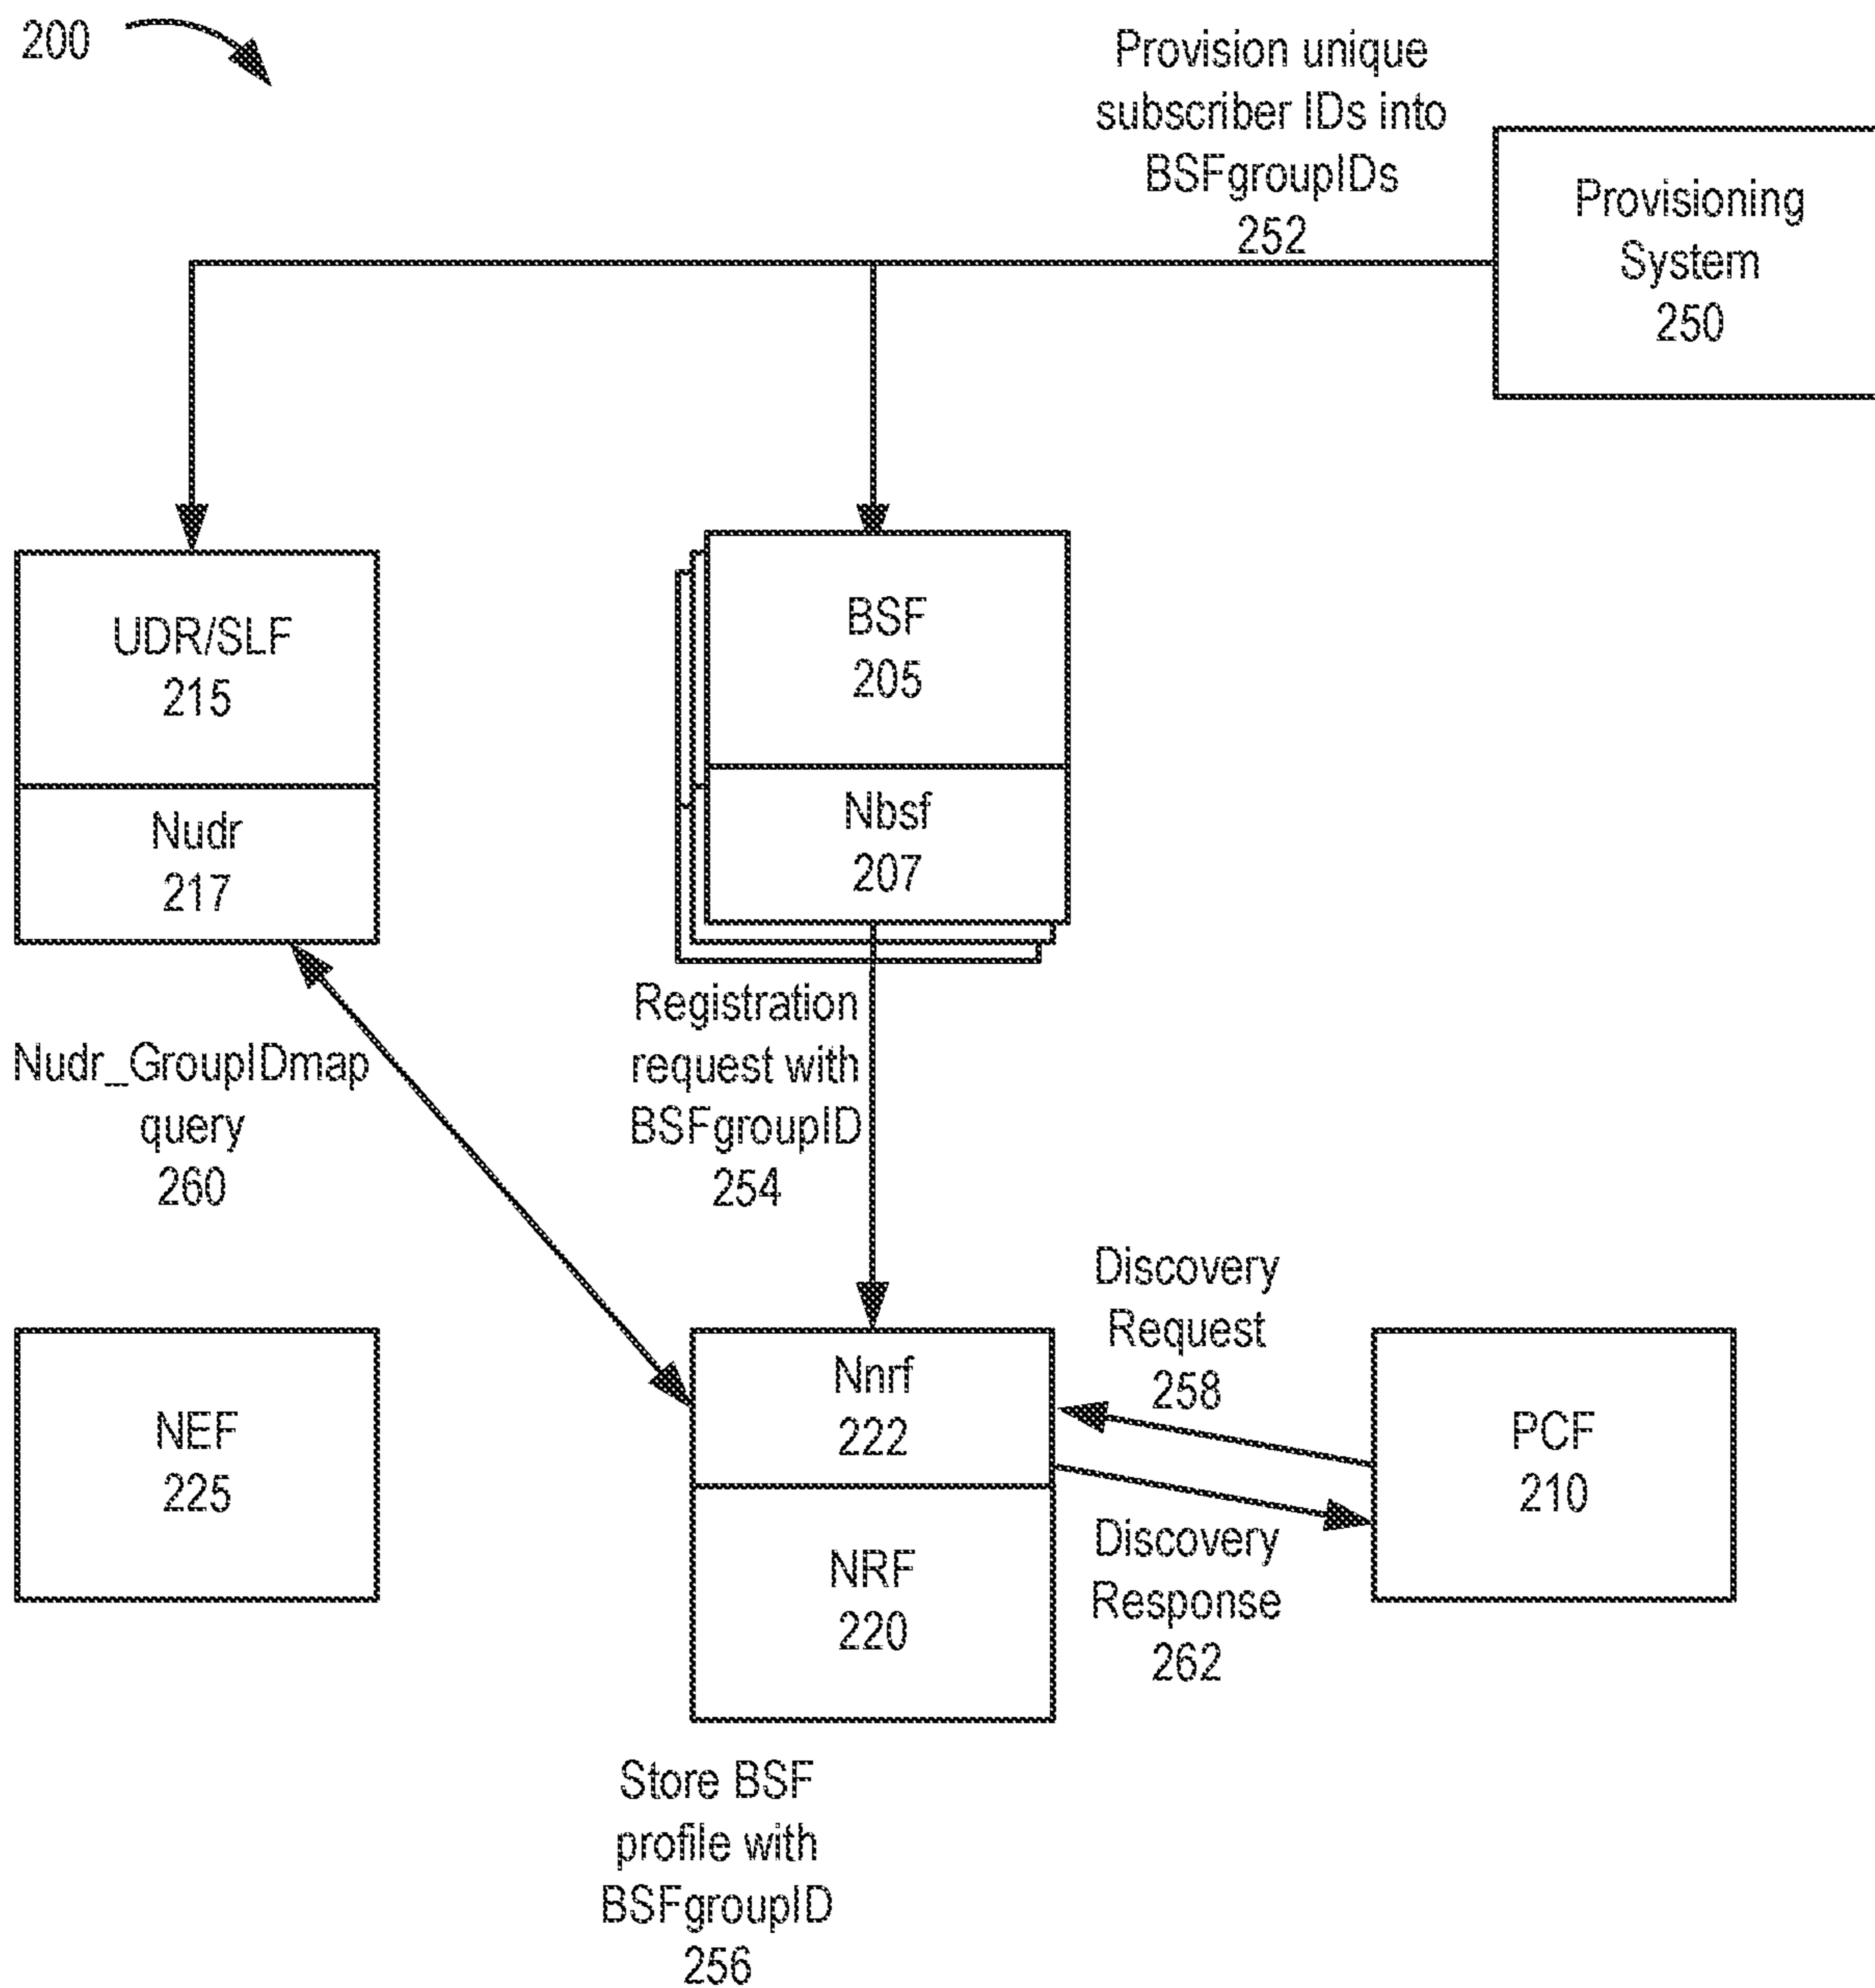 200
Provision unique
subscriber IDs into
BSFgroupIDs
252
Provisioning
System
250
UDR/SLF
215
Nudr
217
BSF
205
Nbsf
207
Nudr_GroupIDmap
query
260
Registration
request with
BSFgroupID
254
NEF
225
Nnrf
222
NRF
220
Discovery
Request
258
Discovery
Response
262
PCF
210
Store BSF
profile with
BSFgroupID
256